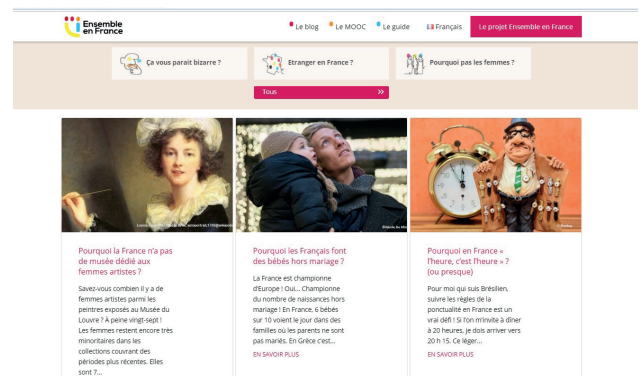 Ensemble
en France
Le blog
Le MOOC
Le guide
Français
Le projet Ensemble en France
Ça vous parait bizarre ?
Etranger en France ?
Pourquoi pas les femmes ?
Tous
Pourquoi la France n'a pas
de musée dédié aux
femmes artistes ?
Savez-vous combien il y a de
femmes artistes parmi les
peintres exposés au Musée du
Louvre ? À peine vingt-sept !
Les femmes restent encore très
minoritaires dans les
collections couvrant des
périodes plus récentes. Elles
sont 7...
Pourquoi les Français font
des bébés hors mariage ?
La France est championne
d'Europe ! Oui... Championne
du nombre de naissances hors
mariage ! En France, 6 bébés
sur 10 voient le jour dans des
familles où les parents ne sont
pas mariés. En Grèce c'est...
EN SAVOIR PLUS
Pourquoi en France «
l'heure, c'est l'heure » ?
(ou presque)
Pour moi qui suis Brésilien,
suivre les règles de la
ponctualité en France est un
vrai défi ! Si l'on m'invite à dîner
à 20 heures, je dois arriver vers
20 h 15. Ce léger...
EN SAVOIR PLUS